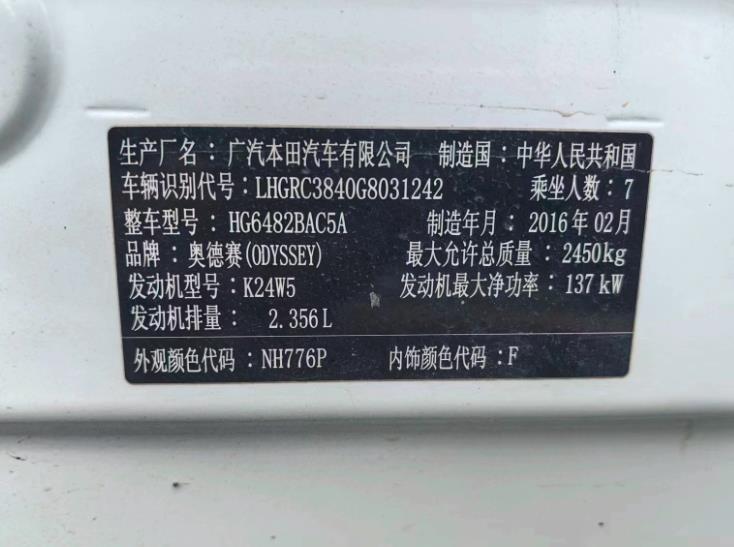 生产厂名：广汽本田汽车有限公司 制造国：中华人民共和国
车辆识别代号：LHGRC3840G8031242 乘坐人数：7
整车型号：HG6482BAC5A 制造年月：2016年02月
品牌：奥德赛(ODYSSEY) 最大允许总质量：2450kg
发动机型号：K24W5 发动机最大净功率：137kW
发动机排量：2.356L
外观颜色代码：NH776P 内饰颜色代码：F